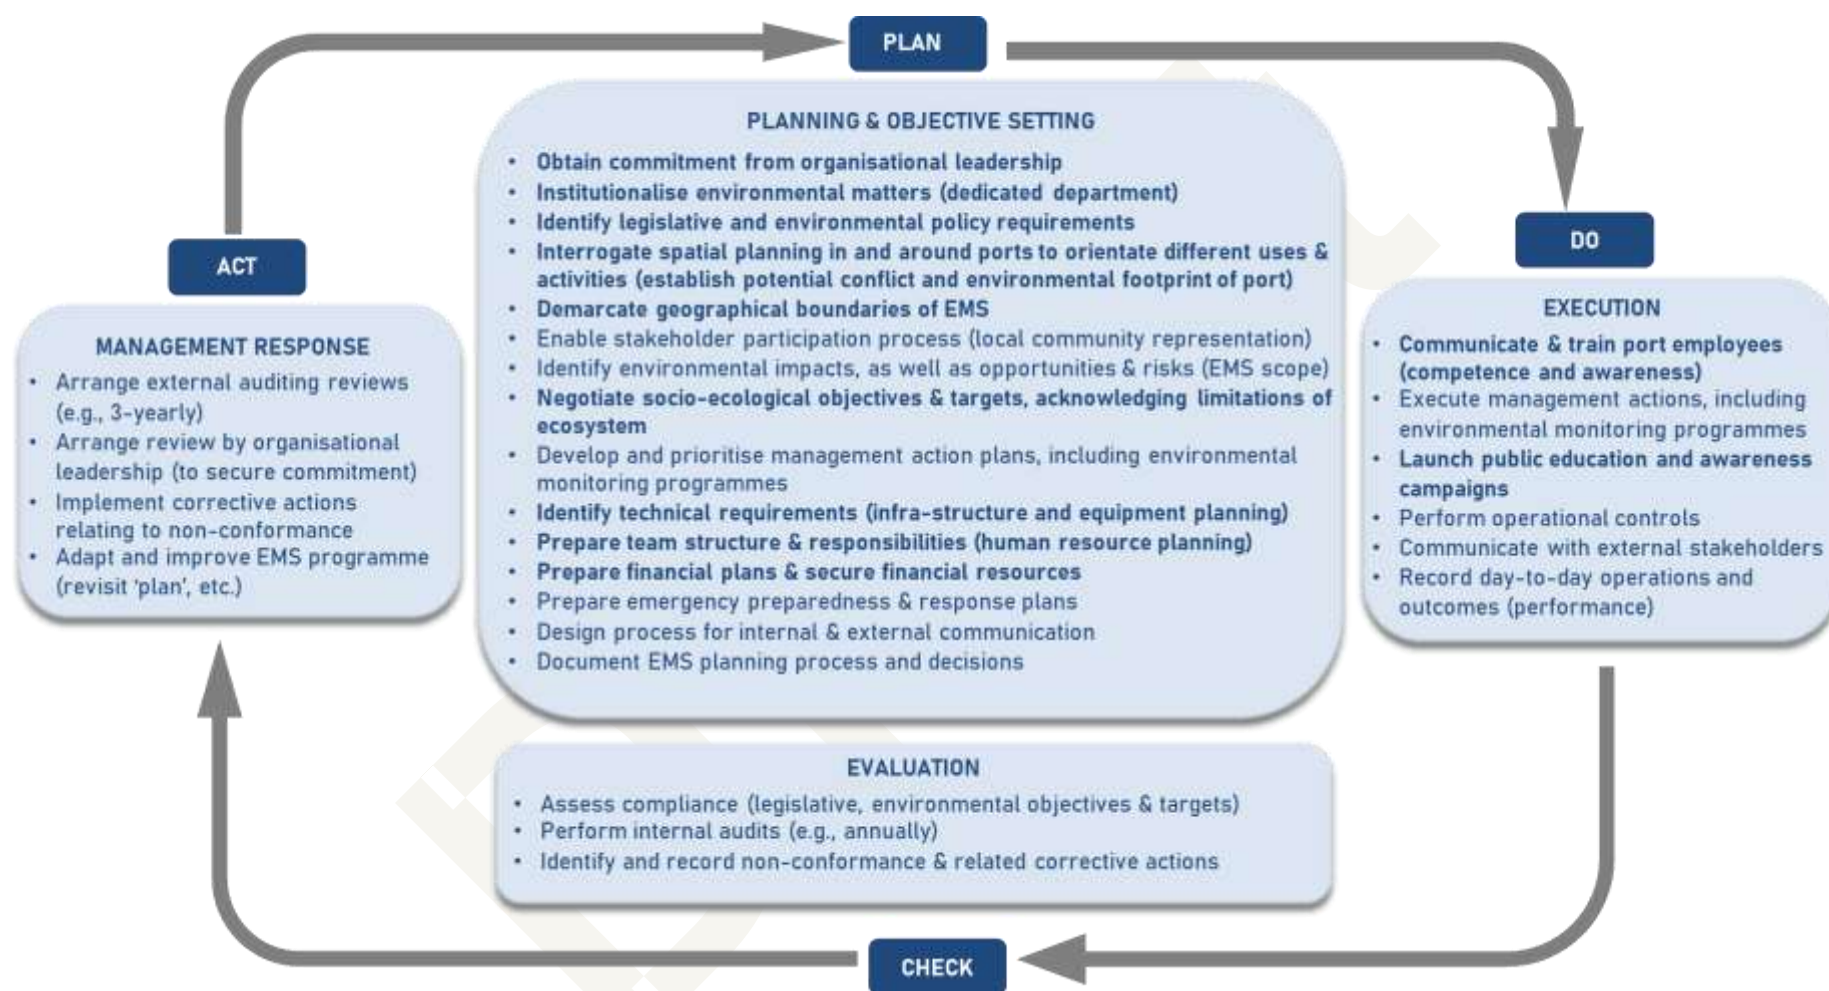 PLAN
PLANNING & OBJECTIVE SETTING
• Obtain commitment from organisational leadership
• Institutionalise environmental matters (dedicated department)
• Identify legislative and environmental policy requirements
• Interrogate spatial planning in and around ports to orientate different uses &
activities (establish potential conflict and environmental footprint of port)
• Demarcate geographical boundaries of EMS
• Enable stakeholder participation process (local community representation)
• Identify environmental impacts, as well as opportunities & risks (EMS scope)
• Negotiate socio-ecological objectives & targets, acknowledging limitations of
ecosystem
• Develop and prioritise management action plans, including environmental
monitoring programmes
• Identify technical requirements (infra-structure and equipment planning)
• Prepare team structure & responsibilities (human resource planning)
• Prepare financial plans & secure financial resources
• Prepare emergency preparedness & response plans
• Design process for internal & external communication
• Document EMS planning process and decisions
DO
EXECUTION
• Communicate & train port employees
(competence and awareness)
• Execute management actions, including
environmental monitoring programmes
• Launch public education and awareness
campaigns
• Perform operational controls
• Communicate with external stakeholders
• Record day-to-day operations and
outcomes (performance)
EVALUATION
• Assess compliance (legislative, environmental objectives & targets)
• Perform internal audits (e.g., annually)
• Identify and record non-conformance & related corrective actions
CHECK
ACT
MANAGEMENT RESPONSE
• Arrange external auditing reviews
(e.g., 3-yearly)
• Arrange review by organisational
leadership (to secure commitment)
• Implement corrective actions
relating to non-conformance
• Adapt and improve EMS programme
(revisit 'plan', etc.)